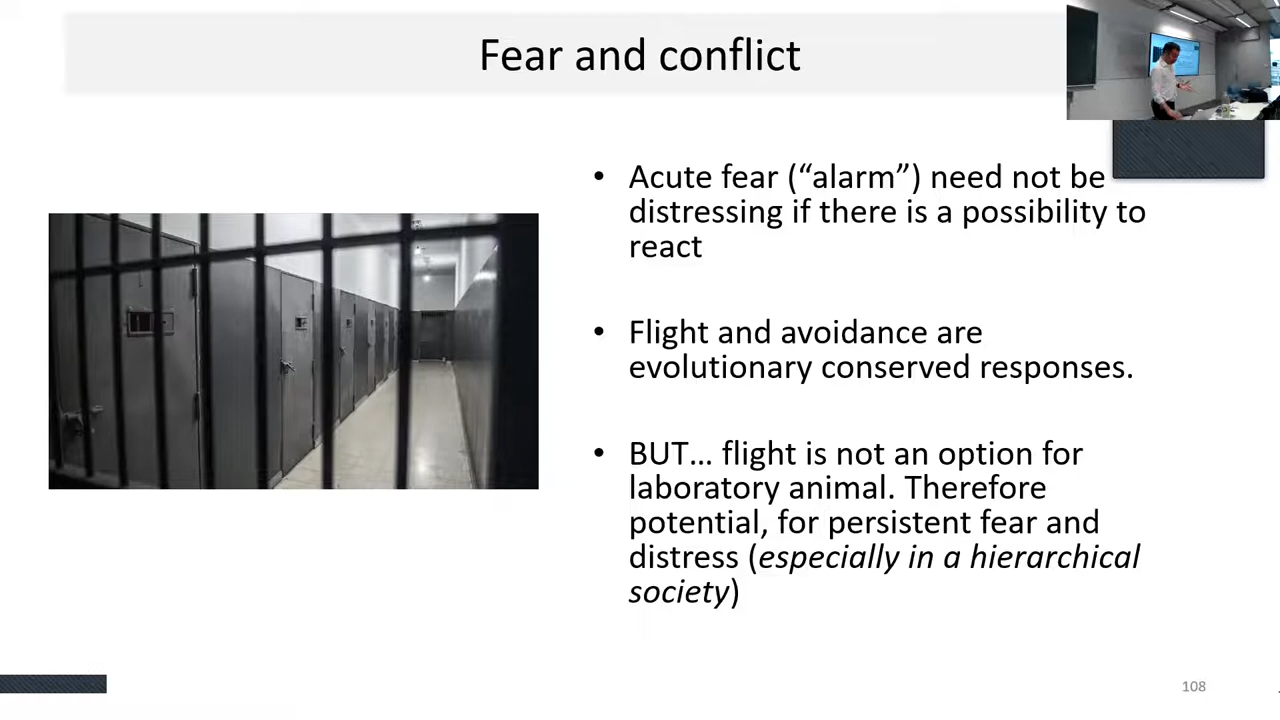 Fear and conflict
• Acute fear (“alarm”) need not be
distressing if there is a possibility to
react
• Flight and avoidance are
evolutionary conserved responses.
• BUT... flight is not an option for
laboratory animal. Therefore
potential, for persistent fear and
distress (especially in a hierarchical
society)
108